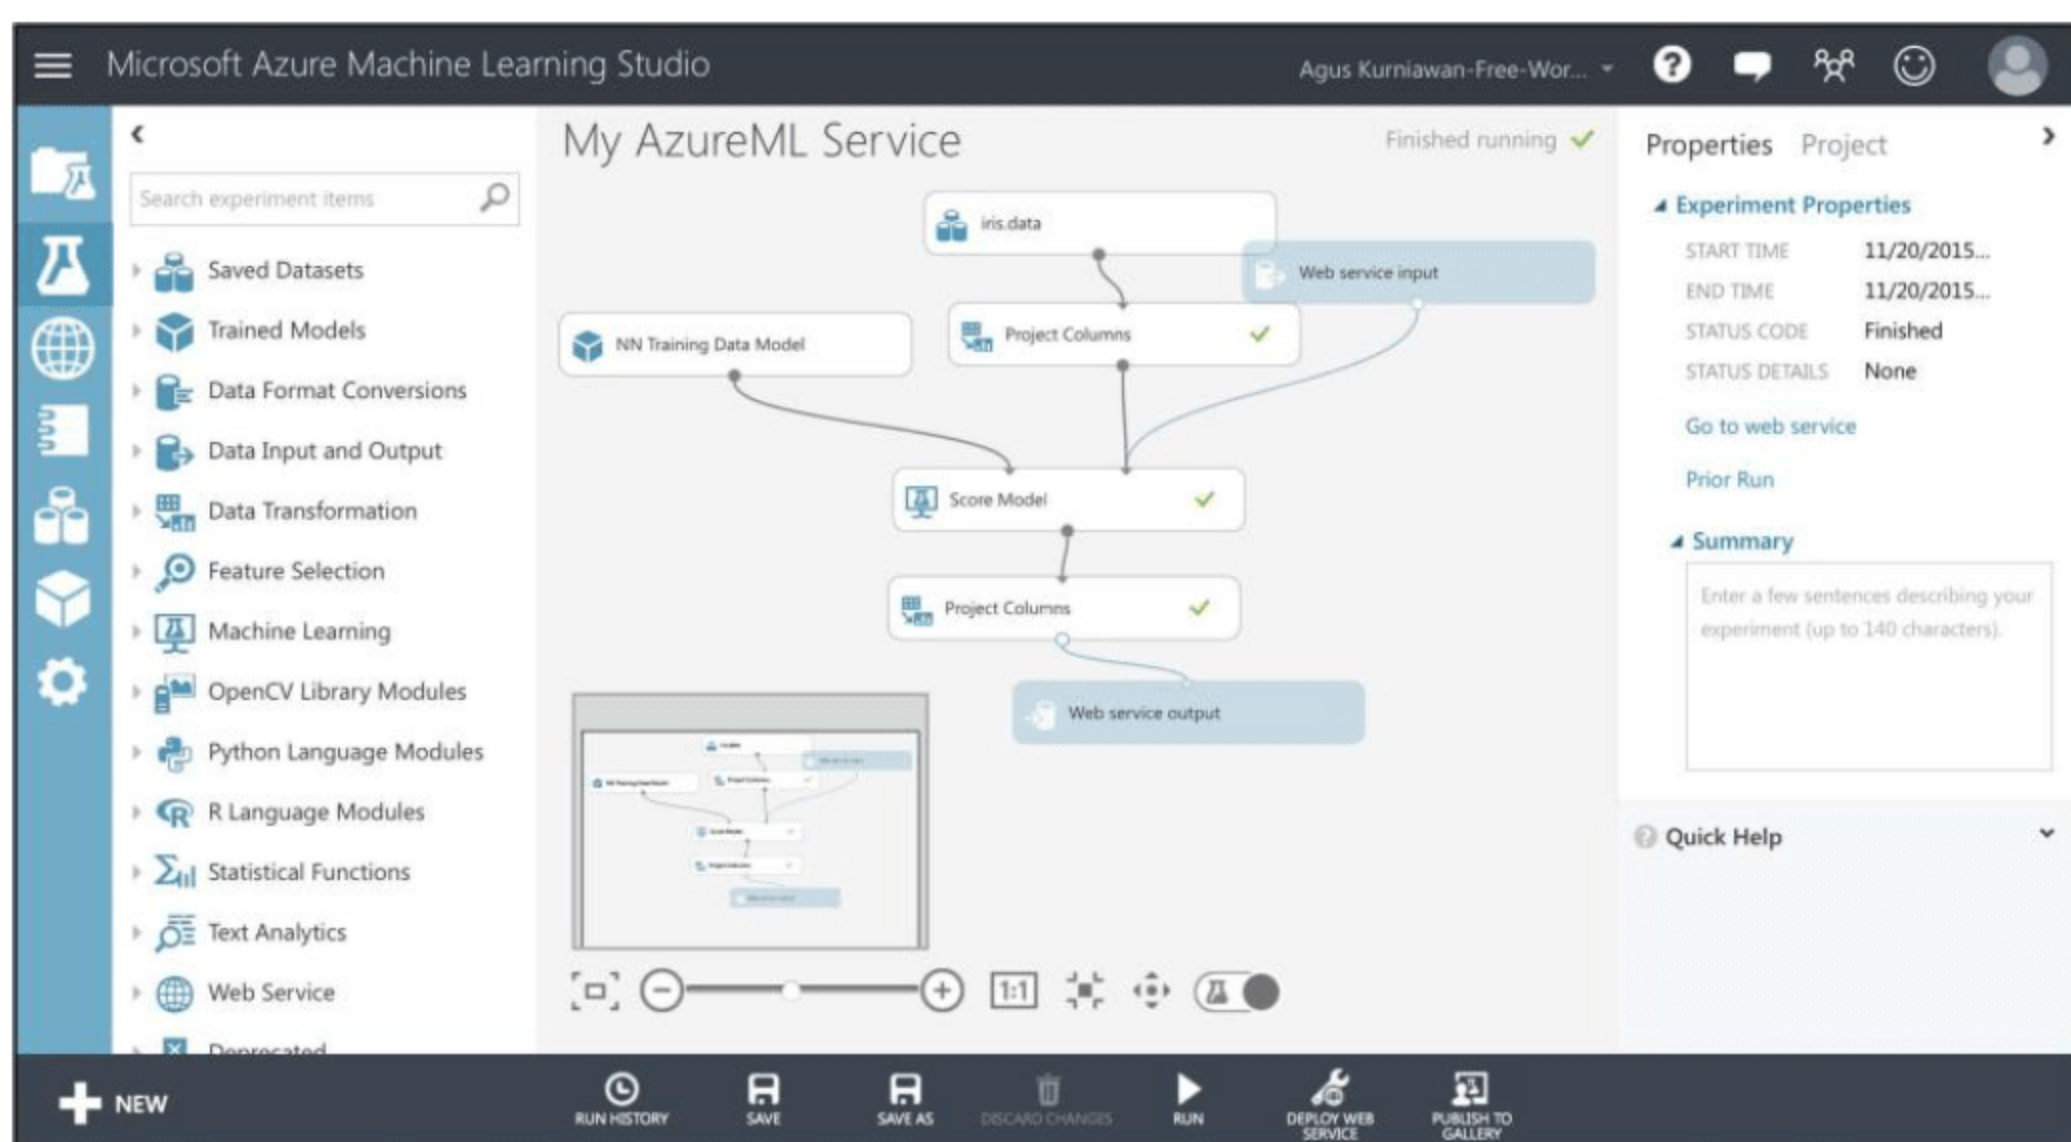 Microsoft Azure Machine Learning Studio
Agus Kurniawan-Free-Wor...
Search experiment items
Saved Datasets
Trained Models
Data Format Conversions
Data Input and Output
Data Transformation
Feature Selection
Machine Learning
OpenCV Library Modules
Python Language Modules
R Language Modules
Statistical Functions
Text Analytics
Web Service
Deprecated
My AzureML Service
Finished running
iris.data
Web service input
NN Training Data Model
Project Columns
Score Model
Project Columns
Web service output
1:1
Properties Project
Experiment Properties
START TIME 11/20/2015...
END TIME 11/20/2015...
STATUS CODE Finished
STATUS DETAILS None
Go to web service
Prior Run
Summary
Enter a few sentences describing your
experiment (up to 140 characters).
Quick Help
NEW
RUN HISTORY
SAVE
SAVE AS
DISCARD CHANGES
RUN
DEPLOY WEB
SERVICE
PUBLISH TO
GALLERY